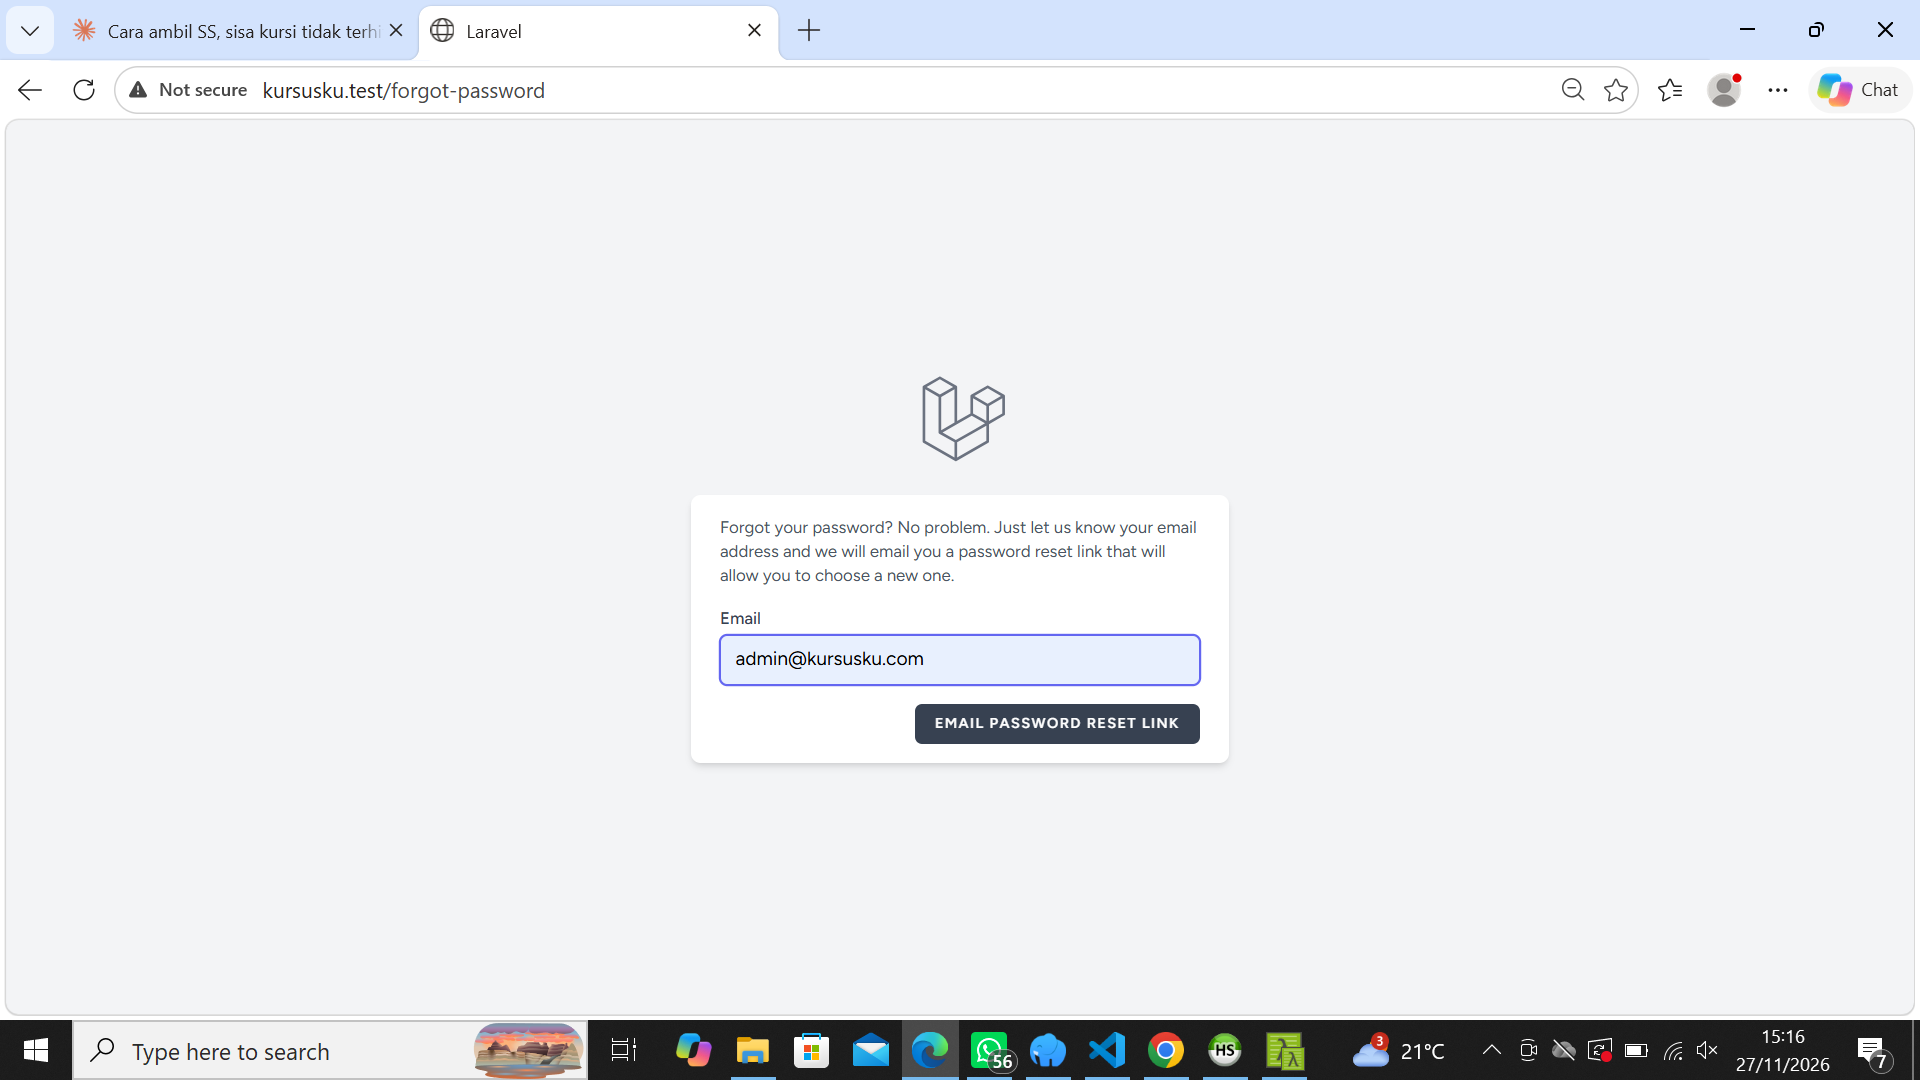 Cara ambil SS, sisa kursi tidak terhi
Laravel
Not secure
kursusku.test/forgot-password
Chat
Forgot your password? No problem. Just let us know your email
address and we will email you a password reset link that will
allow you to choose a new one.
Email
admin@kursusku.com
EMAIL PASSWORD RESET LINK
Type here to search
56
HS
3
21°C
15:16
27/11/2026
7